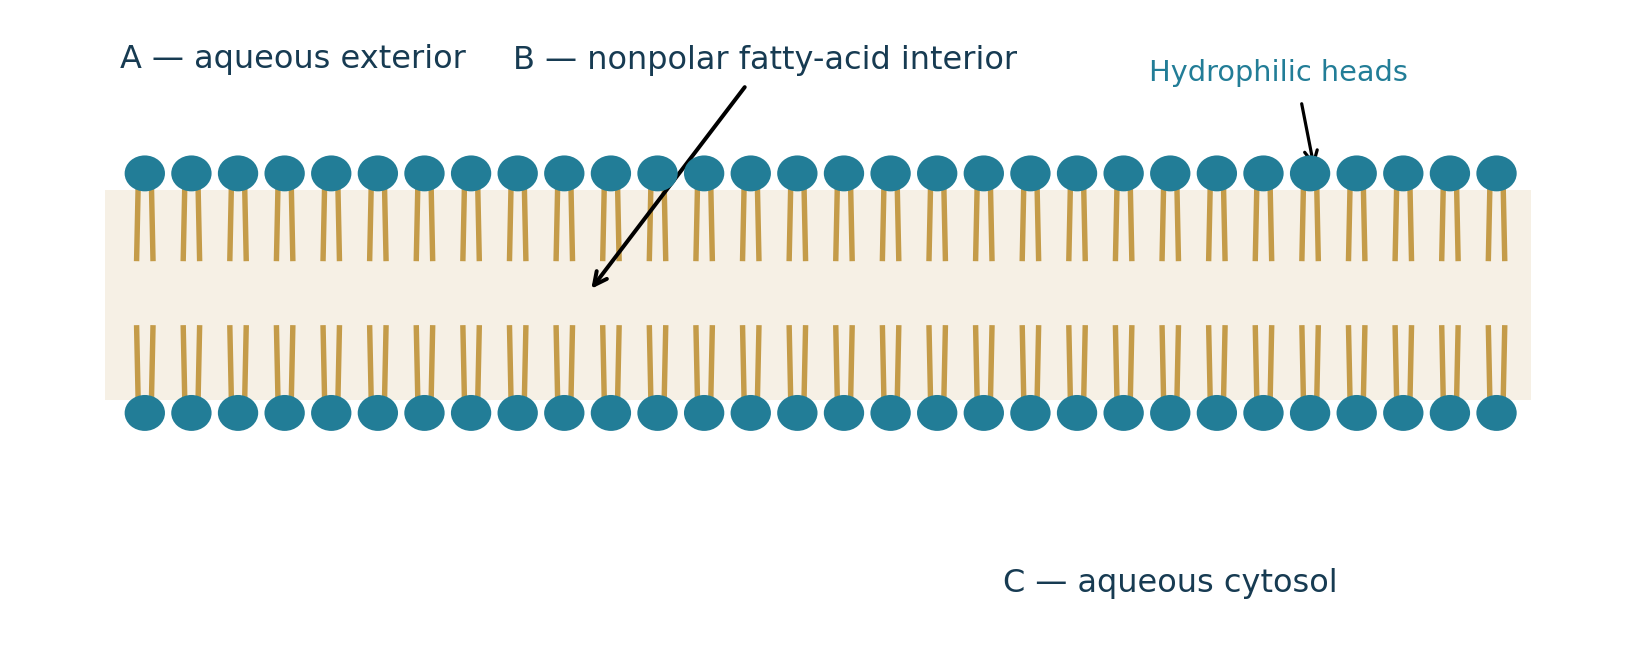 A — aqueous exterior
B — nonpolar fatty-acid interior
Hydrophilic heads
C — aqueous cytosol